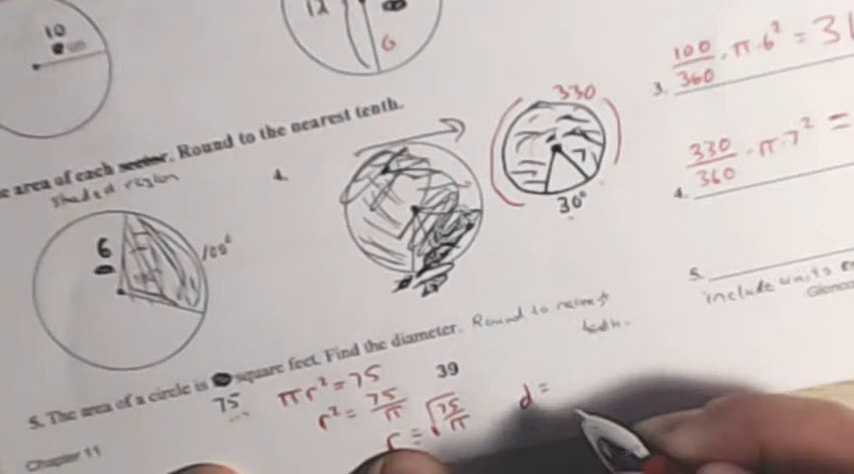 10
12
6
330
3. 100/360 · π · 6² = 31
e area of each sector. Round to the nearest tenth.
shaded region
4.
7
30°
4. 330/360 · π · 7² =
6
100°
5.
include units
Glenco
5. The area of a circle is square feet. Find the diameter. Round to nearest
tenth.
75
πr² = 75
39
r² = 75/π
r = √75/π
d =
Chapter 11